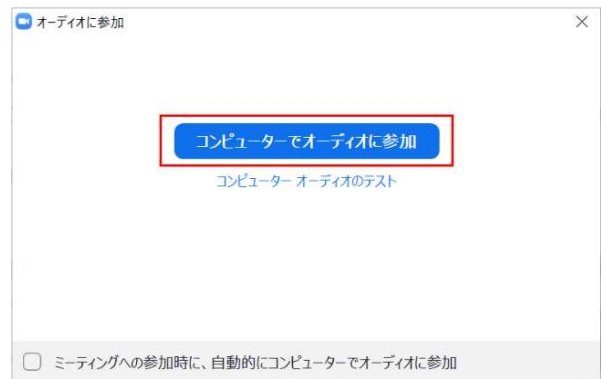 オーディオに参加
コンピューターでオーディオに参加
コンピューター オーディオのテスト
ミーティングへの参加時に、自動的にコンピューターでオーディオに参加